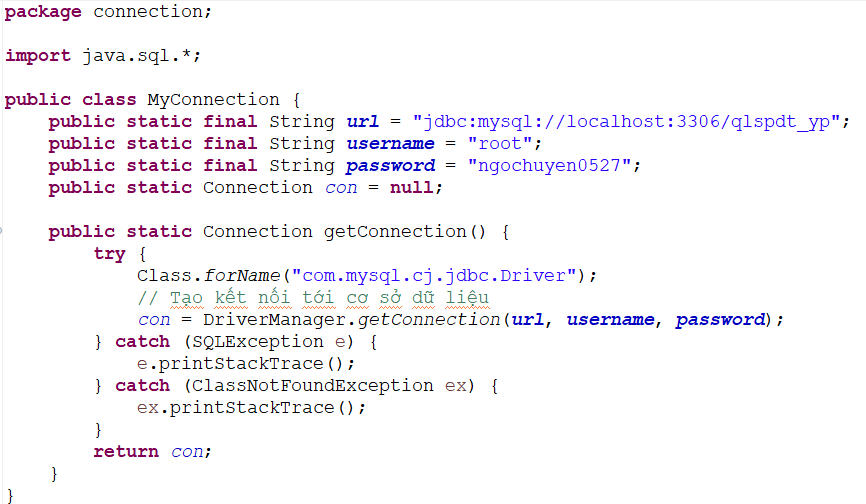 package connection;
import java.sql.*;
public class MyConnection {
public static final String url = "jdbc:mysql://localhost:3306/qlspdt_yp";
public static final String username = "root";
public static final String password = "ngochuyen0527";
public static Connection con = null;
public static Connection getConnection() {
try {
Class.forName("com.mysql.cj.jdbc.Driver");
// Tạo kết nối tới cơ sở dữ liệu
con = DriverManager.getConnection(url, username, password);
} catch (SQLException e) {
e.printStackTrace();
} catch (ClassNotFoundException ex) {
ex.printStackTrace();
}
return con;
}
}